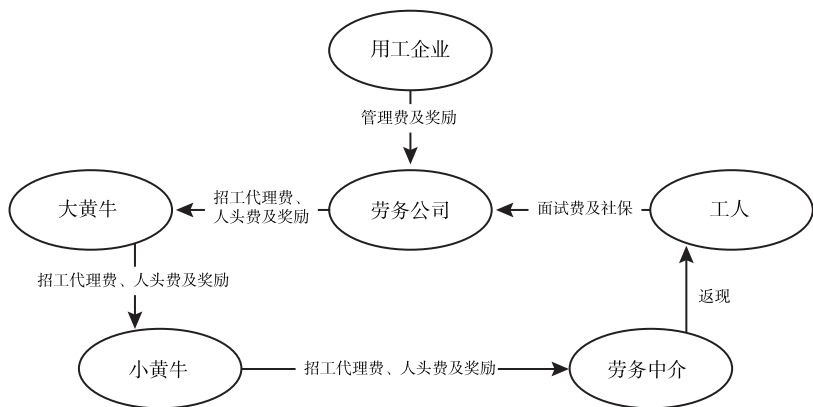 用工企业
管理费及奖励
大黄牛
招工代理费、
人头费及奖励
劳务公司
面试费及社保
工人
招工代理费、人头费及奖励
返现
小黄牛
招工代理费、人头费及奖励
劳务中介